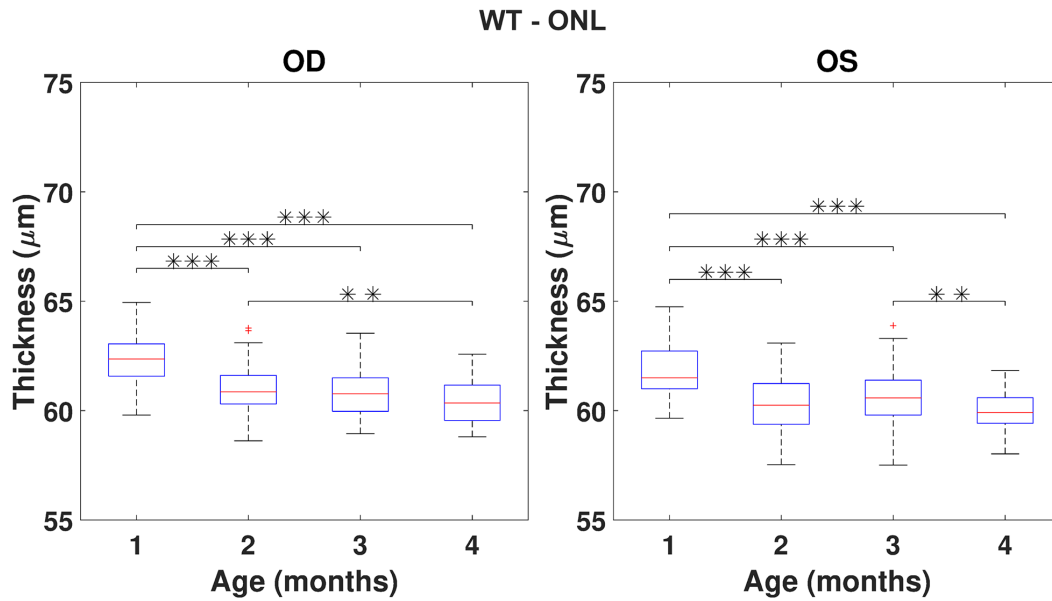 WT - ONL
OD
Thickness (μm)
75
70
65
60
55
✳✳✳
✳✳✳
✳✳✳
✳ ✳
1 2 3 4
Age (months)
OS
Thickness (μm)
75
70
65
60
55
✳✳✳
✳✳✳
✳✳✳
✳ ✳
1 2 3 4
Age (months)